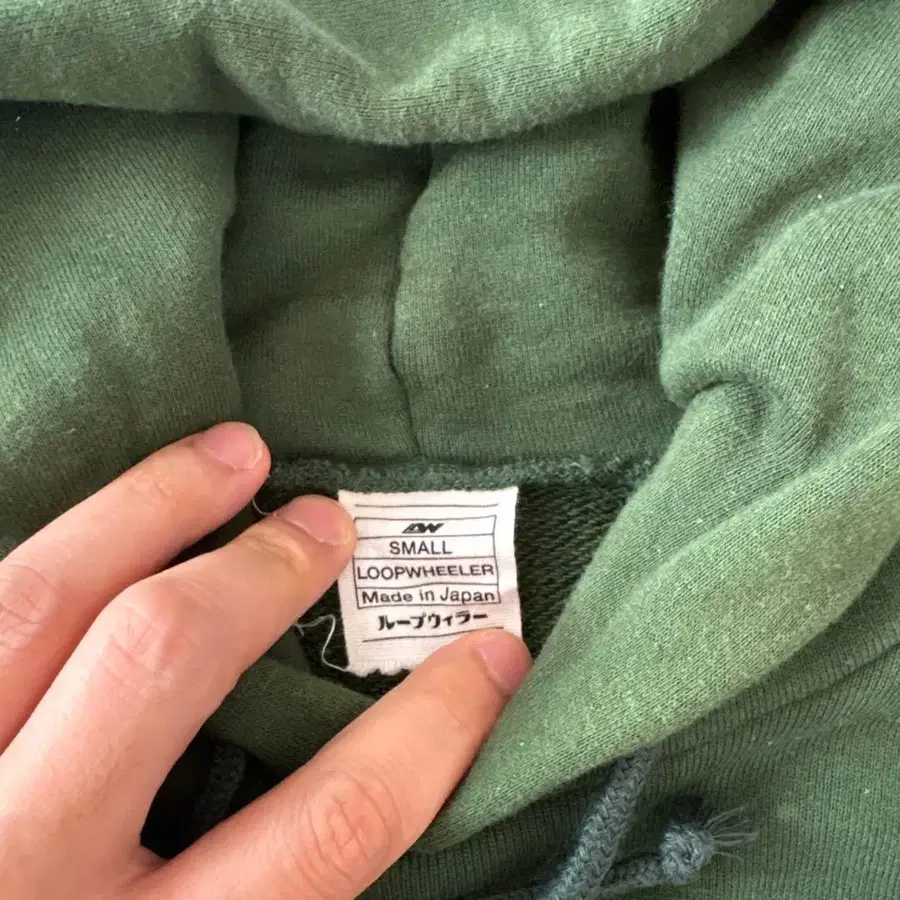 LW
SMALL
LOOPWHEELER
Made in Japan
ループウィラー